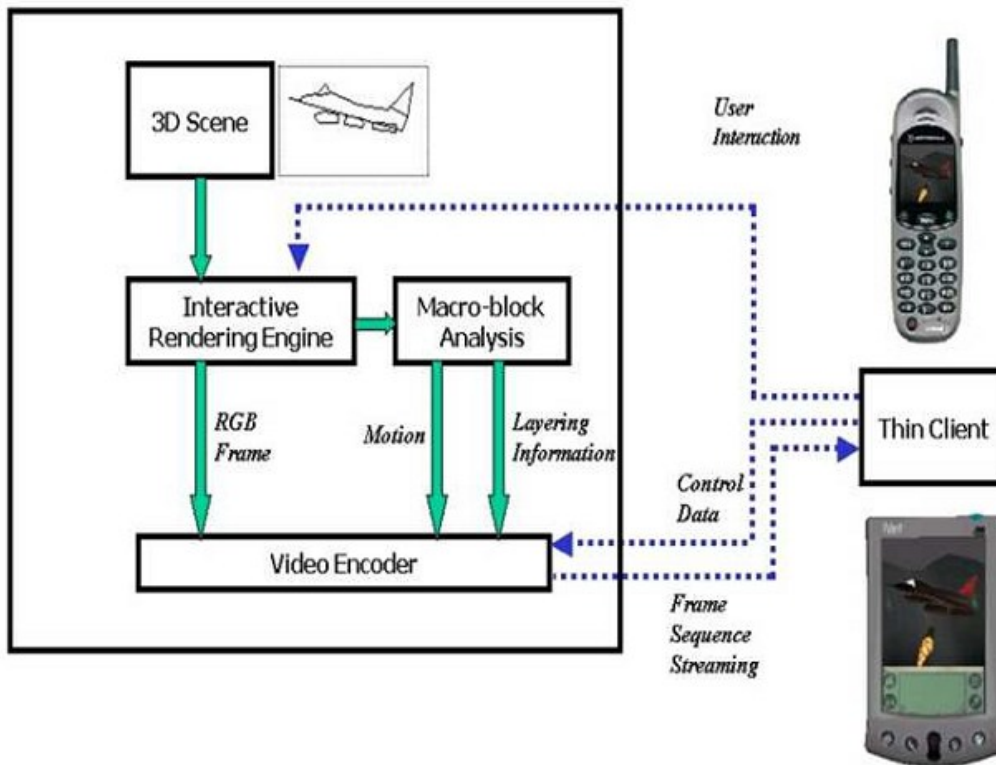 3D Scene
User
Interaction
Interactive
Rendering Engine
Macro-block
Analysis
RGB
Frame
Motion
Layering
Information
Thin Client
Control
Data
Video Encoder
Frame
Sequence
Streaming